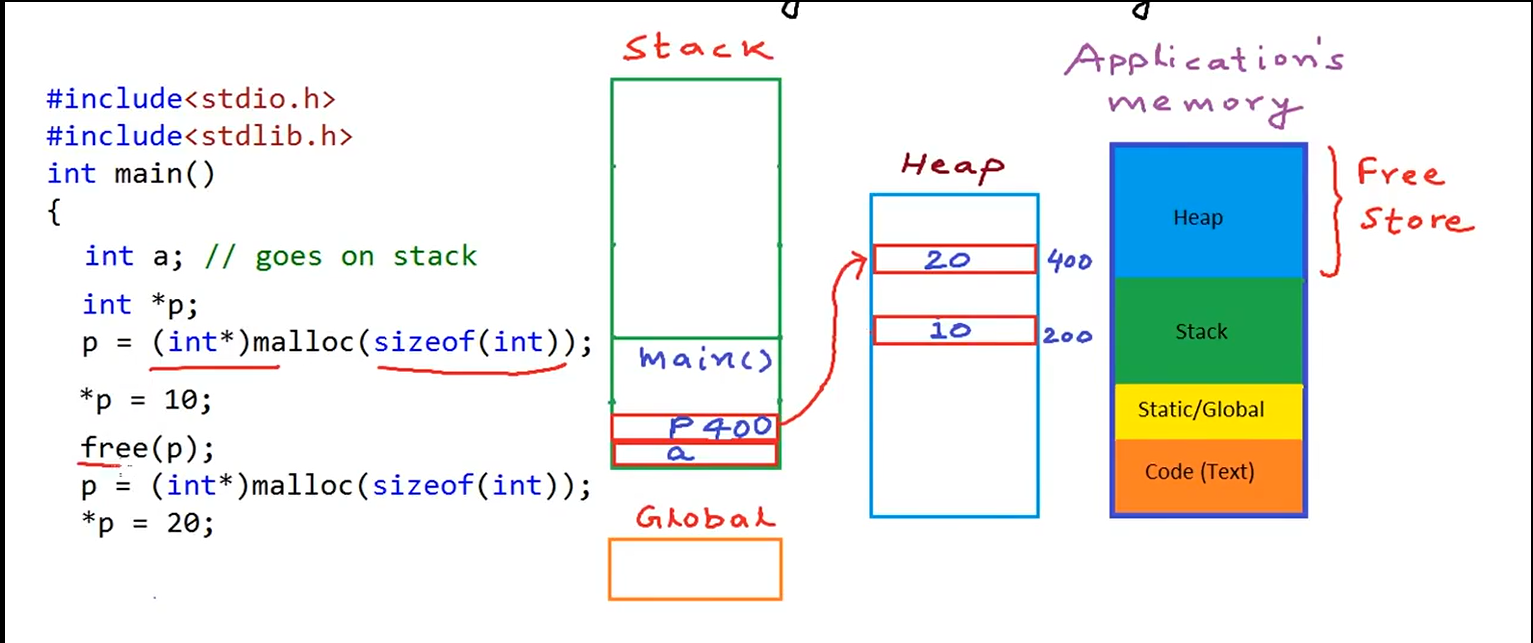 #include<stdio.h>
#include<stdlib.h>
int main()
{
int a; // goes on stack
int *p;
p = (int*)malloc(sizeof(int));
*p = 10;
free(p);
p = (int*)malloc(sizeof(int));
*p = 20;
Stack
main()
P 400
a
Global
Heap
20 400
10 200
Application's
memory
Heap
Stack
Static/Global
Code (Text)
Free
Store